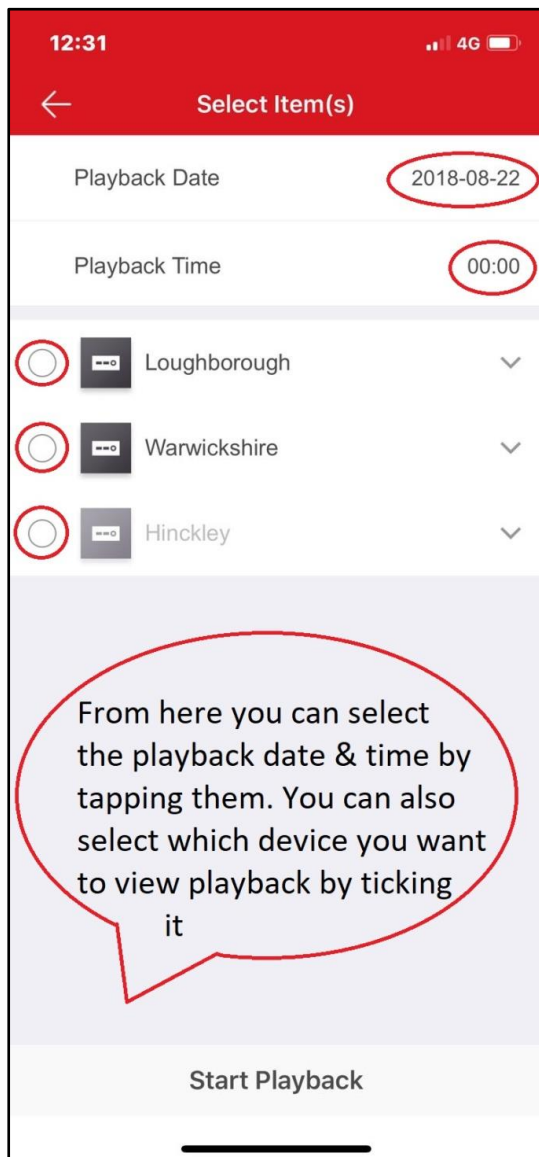 12:31 4G
Select Item(s)
Playback Date 2018-08-22
Playback Time 00:00
Loughborough
Warwickshire
Hinckley
From here you can select
the playback date & time by
tapping them. You can also
select which device you want
to view playback by ticking
it
Start Playback